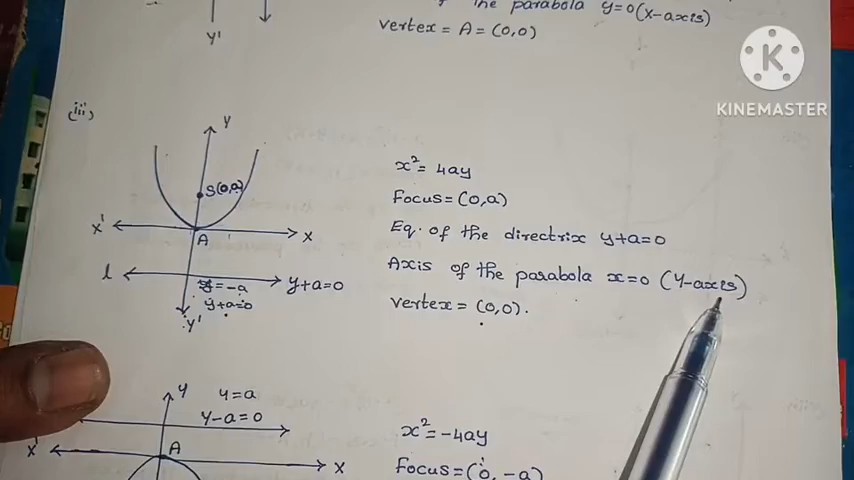 the parabola y=0(x-axis)
Y'
vertex = A = (0,0)
KINEMASTER
(iii)
Y
S(0,a)
x²= 4ay
Focus=(0,a)
X' A X
Eq. of the directrix y+a=0
Axis of the parabola x=0 (Y-axis)
l y=-a y+a=0
y+a=0
vertex = (0,0).
Y'
Y y=a
Y-a=0
X' A X
x²=-4ay
Focus=(0,-a)